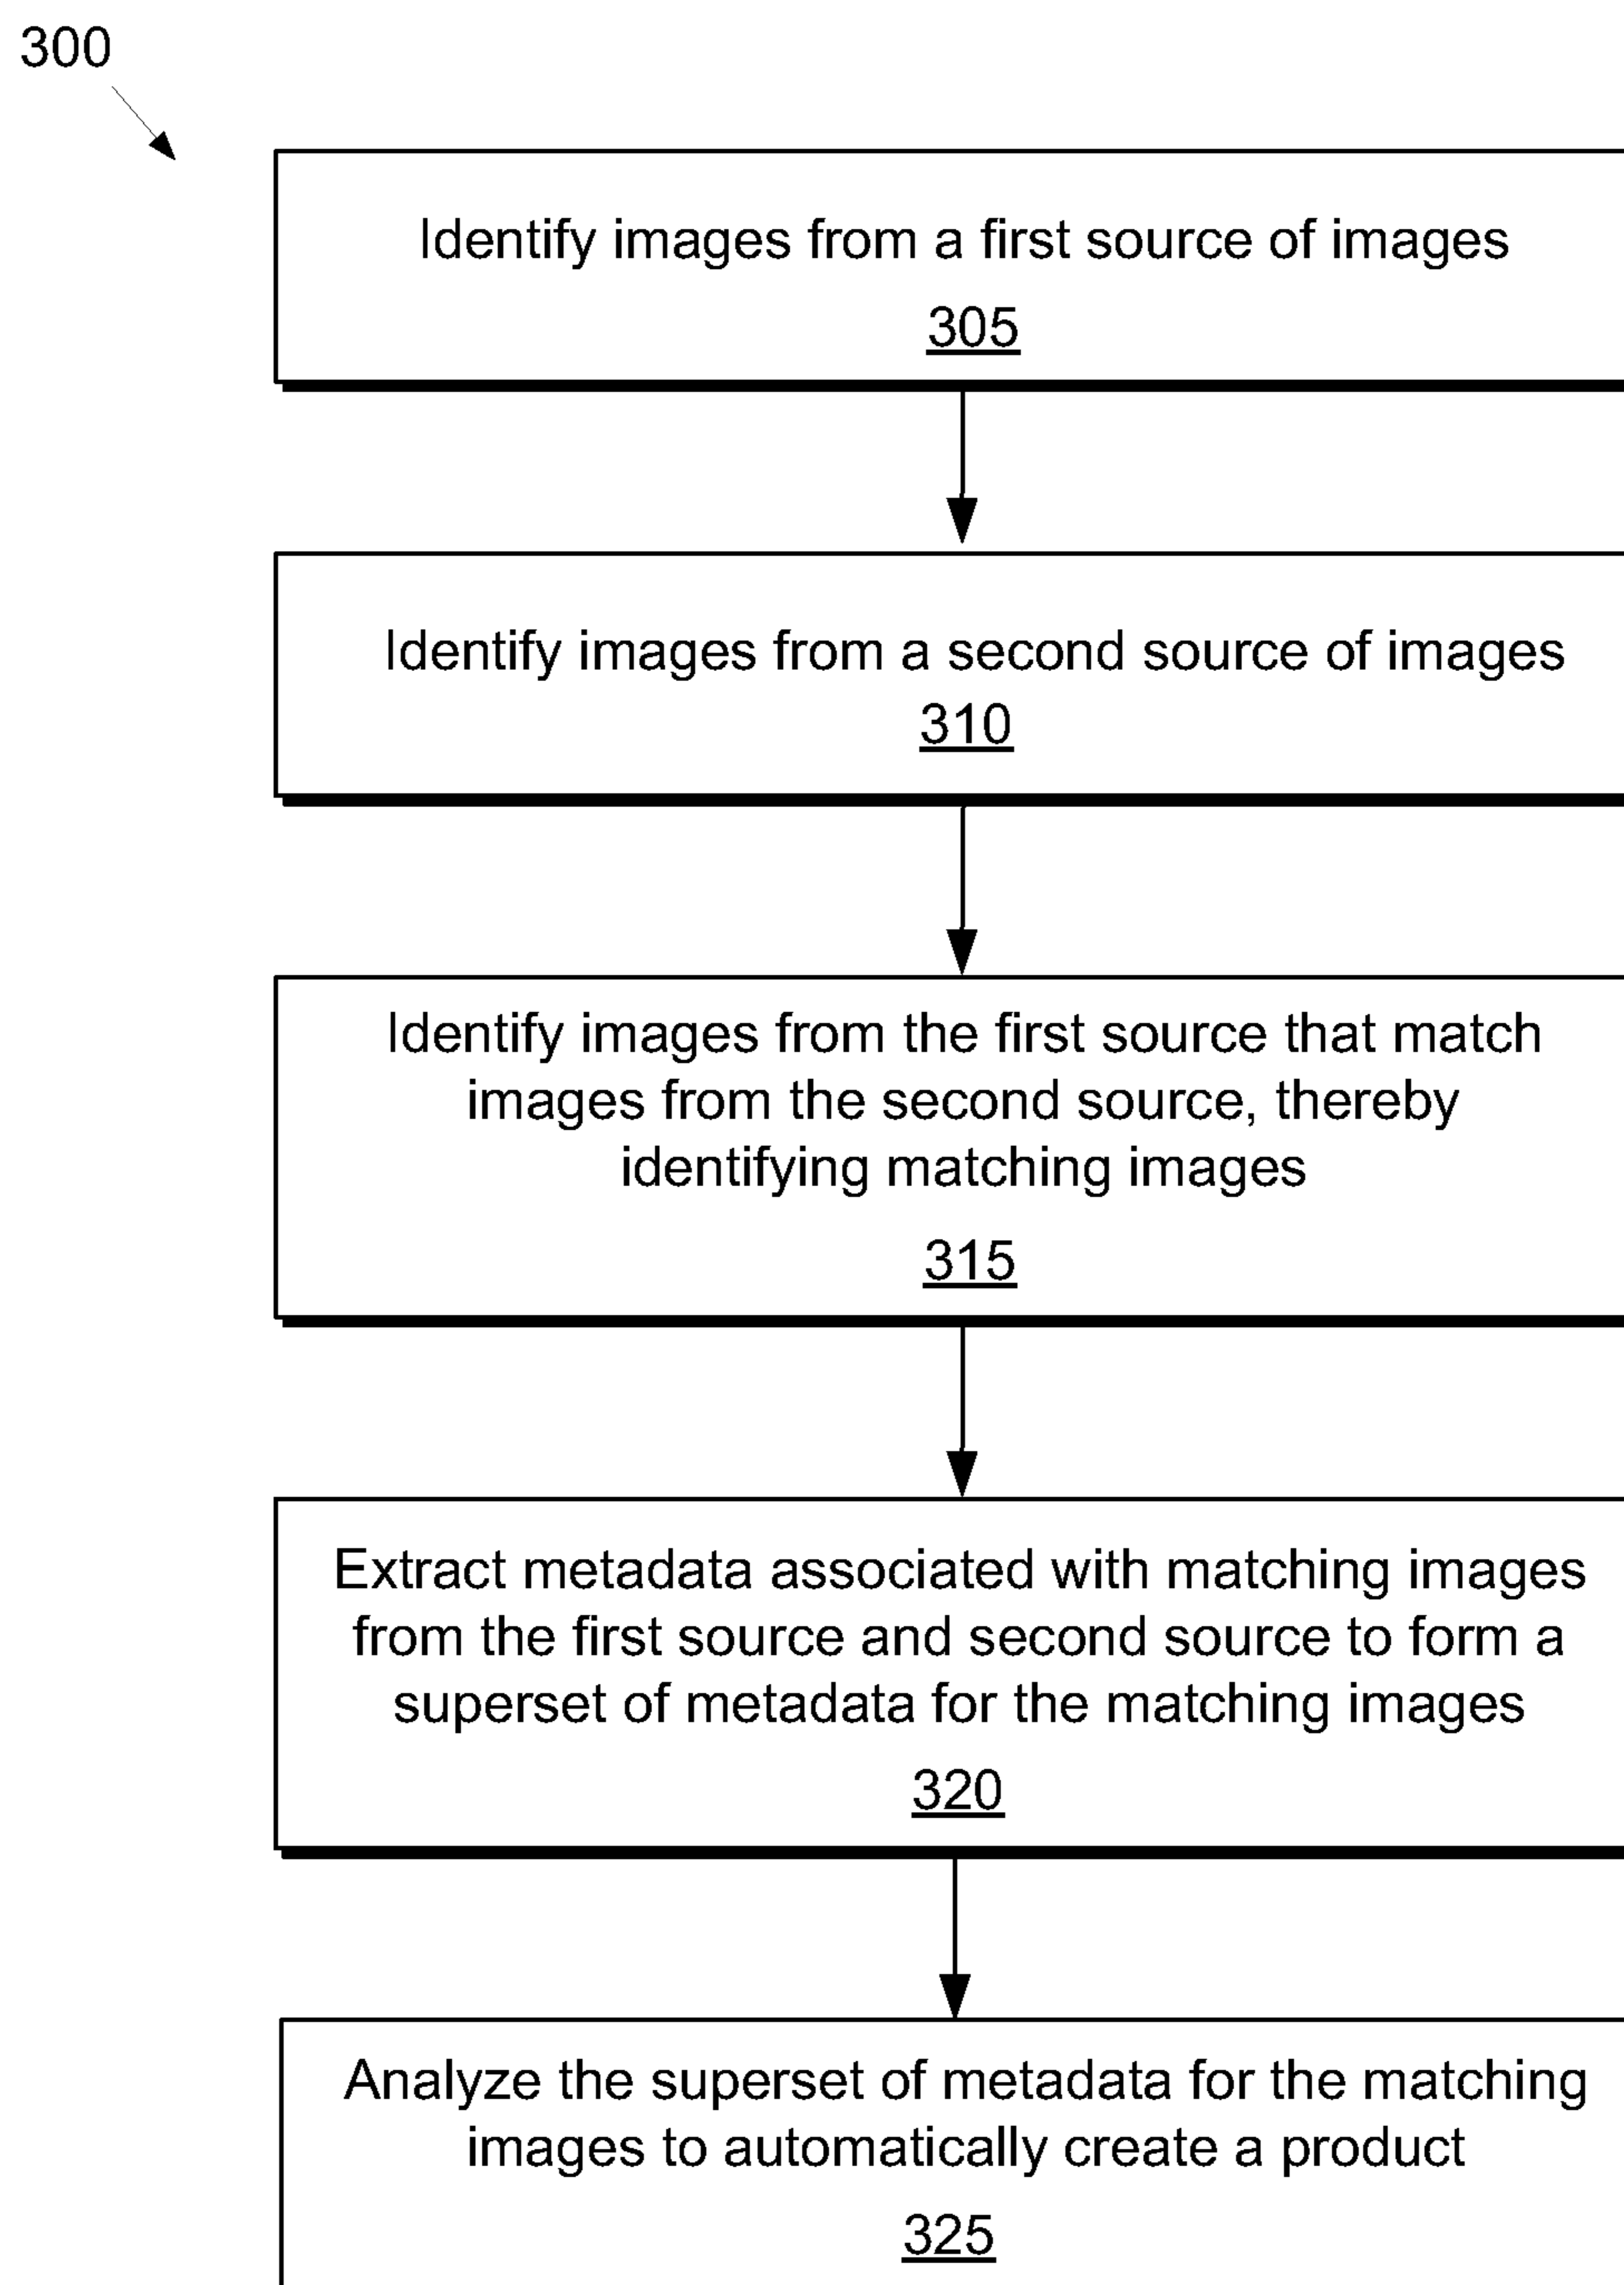 300
Identify images from a first source of images
305
Identify images from a second source of images
310
Identify images from the first source that match
images from the second source, thereby
identifying matching images
315
Extract metadata associated with matching images
from the first source and second source to form a
superset of metadata for the matching images
320
Analyze the superset of metadata for the matching
images to automatically create a product
325